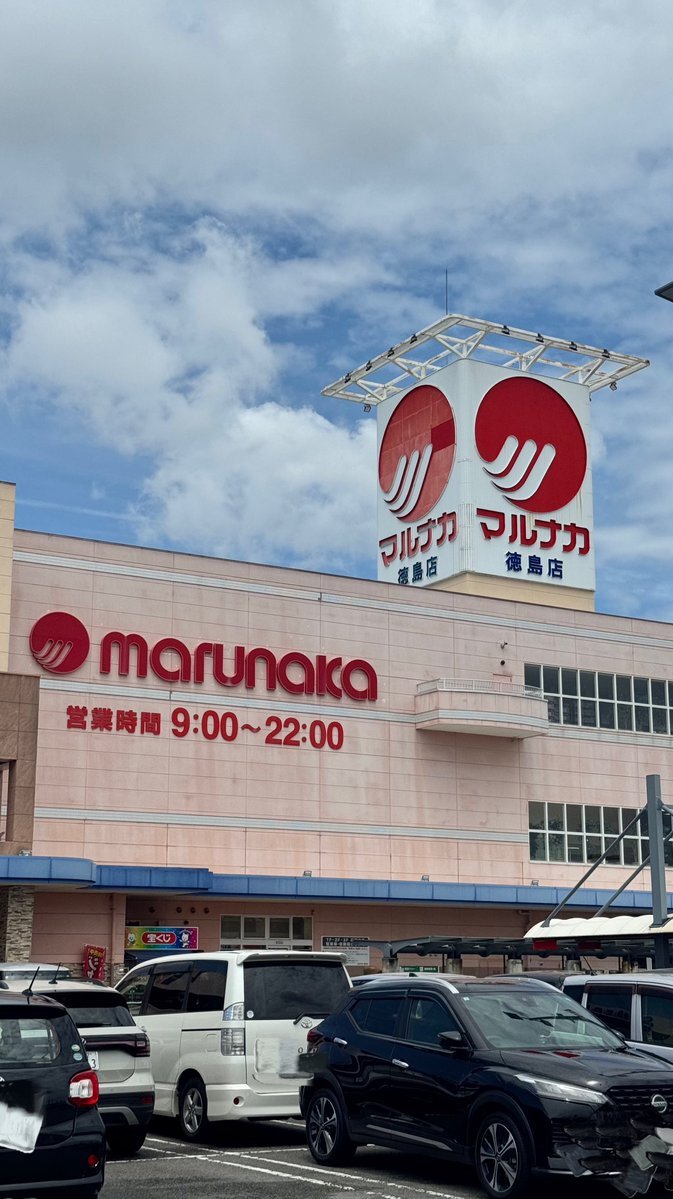 マルナカ
徳島店
マルナカ
徳島店
marunaka
営業時間 9:00～22:00
宝くじ